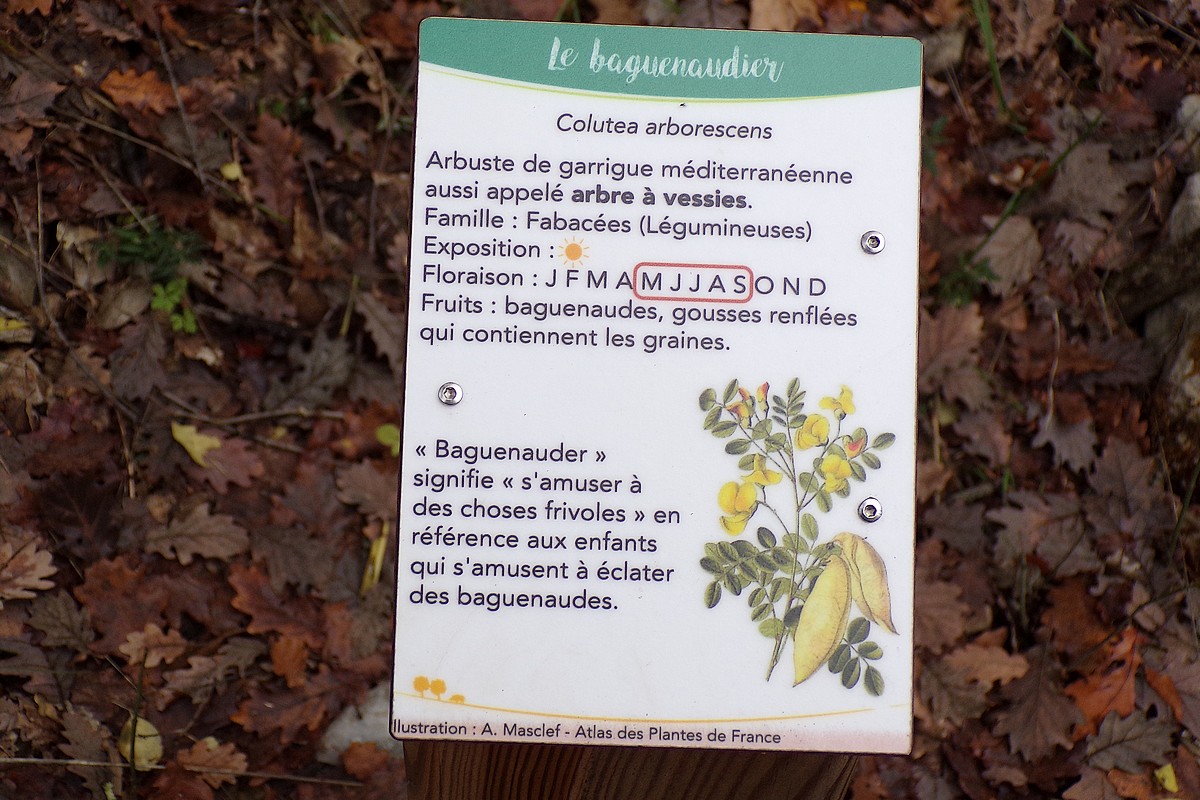 Le baguenaudier
Colutea arborescens
Arbuste de garrigue méditerranéenne
aussi appelé arbre à vessies.
Famille : Fabacées (Légumineuses)
Exposition :
Floraison : J F M A M J J A S O N D
Fruits : baguenaudes, gousses renflées
qui contiennent les graines.
« Baguenauder »
signifie « s'amuser à
des choses frivoles » en
référence aux enfants
qui s'amusent à éclater
des baguenaudes.
Illustration : A. Masclef - Atlas des Plantes de France